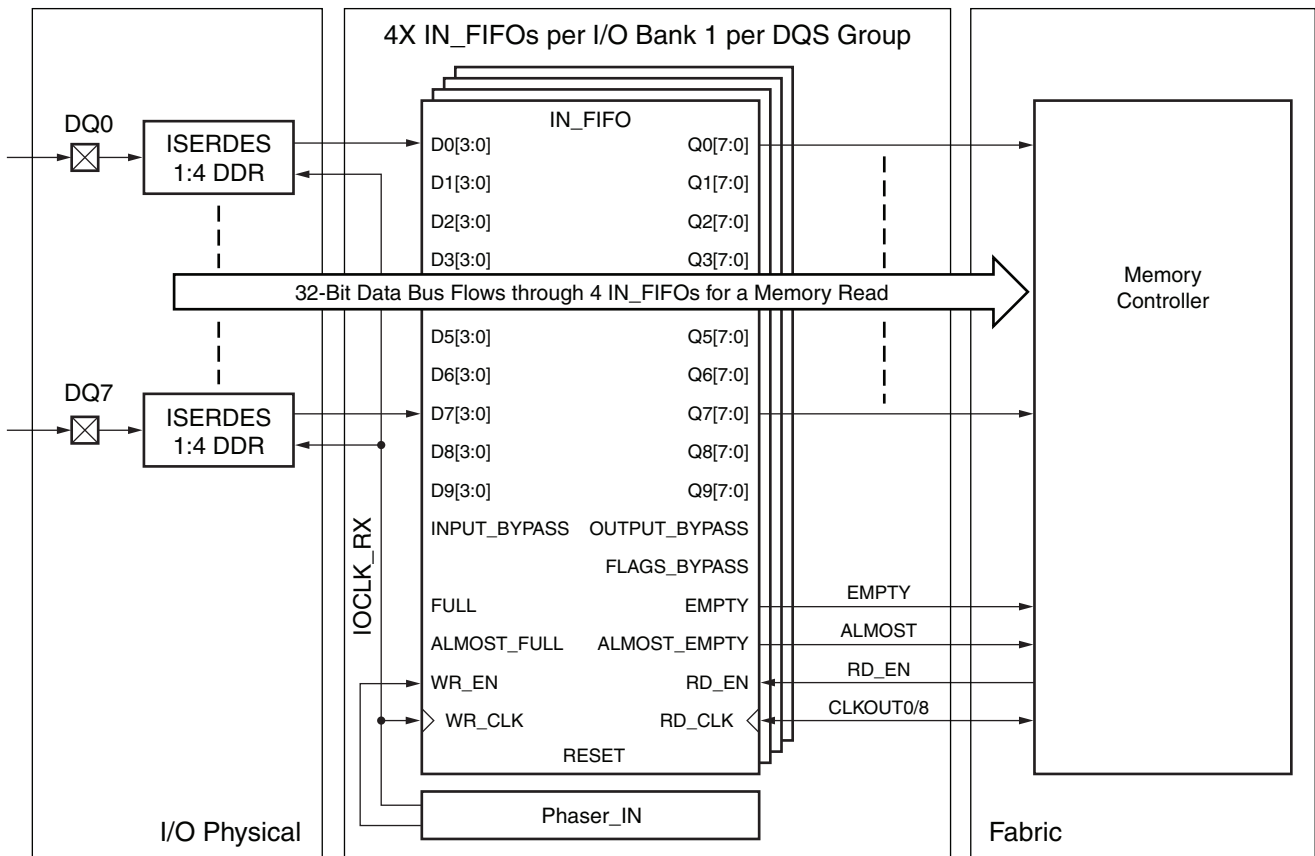 4X IN_FIFOs per I/O Bank 1 per DQS Group
DQ0
ISERDES
1:4 DDR
DQ7
ISERDES
1:4 DDR
I/O Physical
IOCLK_RX
IN_FIFO
D0[3:0] Q0[7:0]
D1[3:0] Q1[7:0]
D2[3:0] Q2[7:0]
D3[3:0] Q3[7:0]
32-Bit Data Bus Flows through 4 IN_FIFOs for a Memory Read
D5[3:0] Q5[7:0]
D6[3:0] Q6[7:0]
D7[3:0] Q7[7:0]
D8[3:0] Q8[7:0]
D9[3:0] Q9[7:0]
INPUT_BYPASS OUTPUT_BYPASS
FLAGS_BYPASS
FULL EMPTY
ALMOST_FULL ALMOST_EMPTY
WR_EN RD_EN
WR_CLK RD_CLK
RESET
Phaser_IN
EMPTY
ALMOST
RD_EN
CLKOUT0/8
Memory
Controller
Fabric